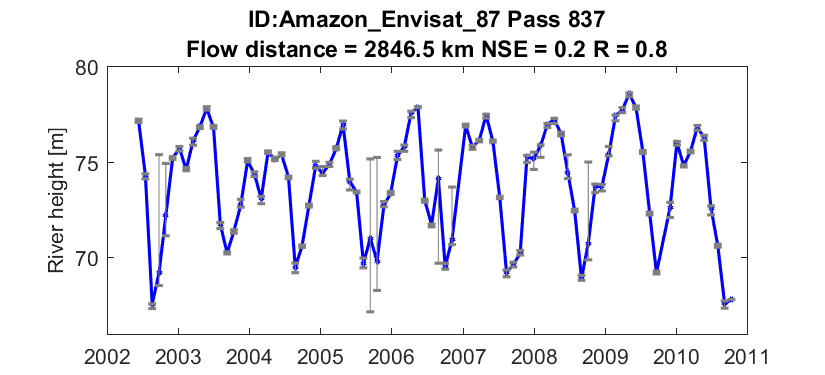 ID:Amazon_Envisat_87 Pass 837
Flow distance = 2846.5 km NSE = 0.2 R = 0.8
80
75
70
River height [m]
2002 2003 2004 2005 2006 2007 2008 2009 2010 2011